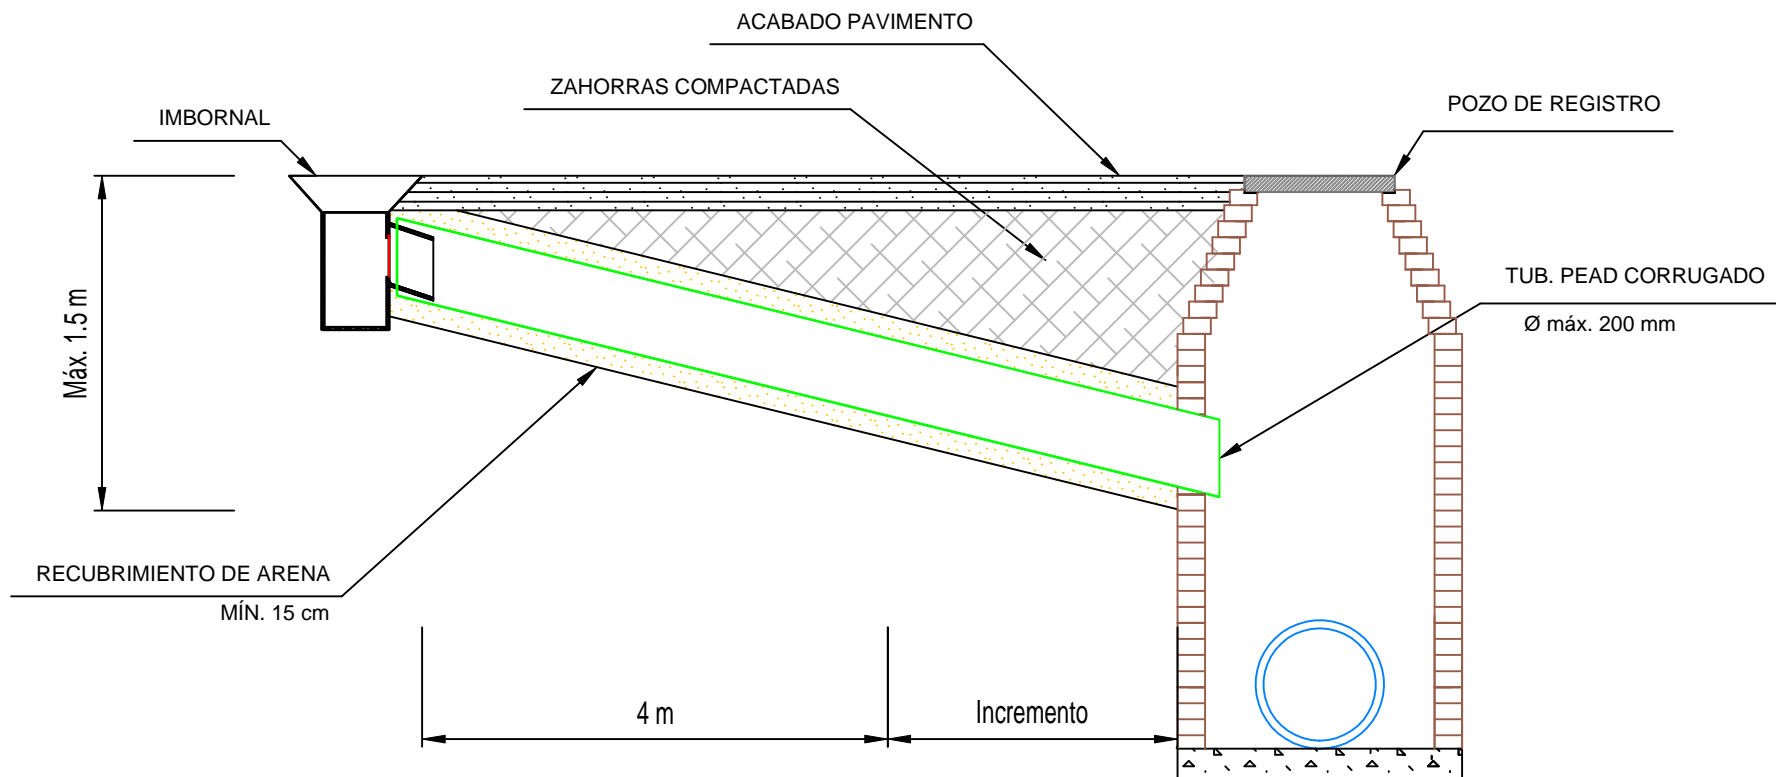 ACABADO PAVIMENTO
ZAHORRAS COMPACTADAS
IMBORNAL
POZO DE REGISTRO
TUB. PEAD CORRUGADO
Ø máx. 200 mm
Máx. 1.5 m
RECUBRIMIENTO DE ARENA
MÍN. 15 cm
4 m
Incremento